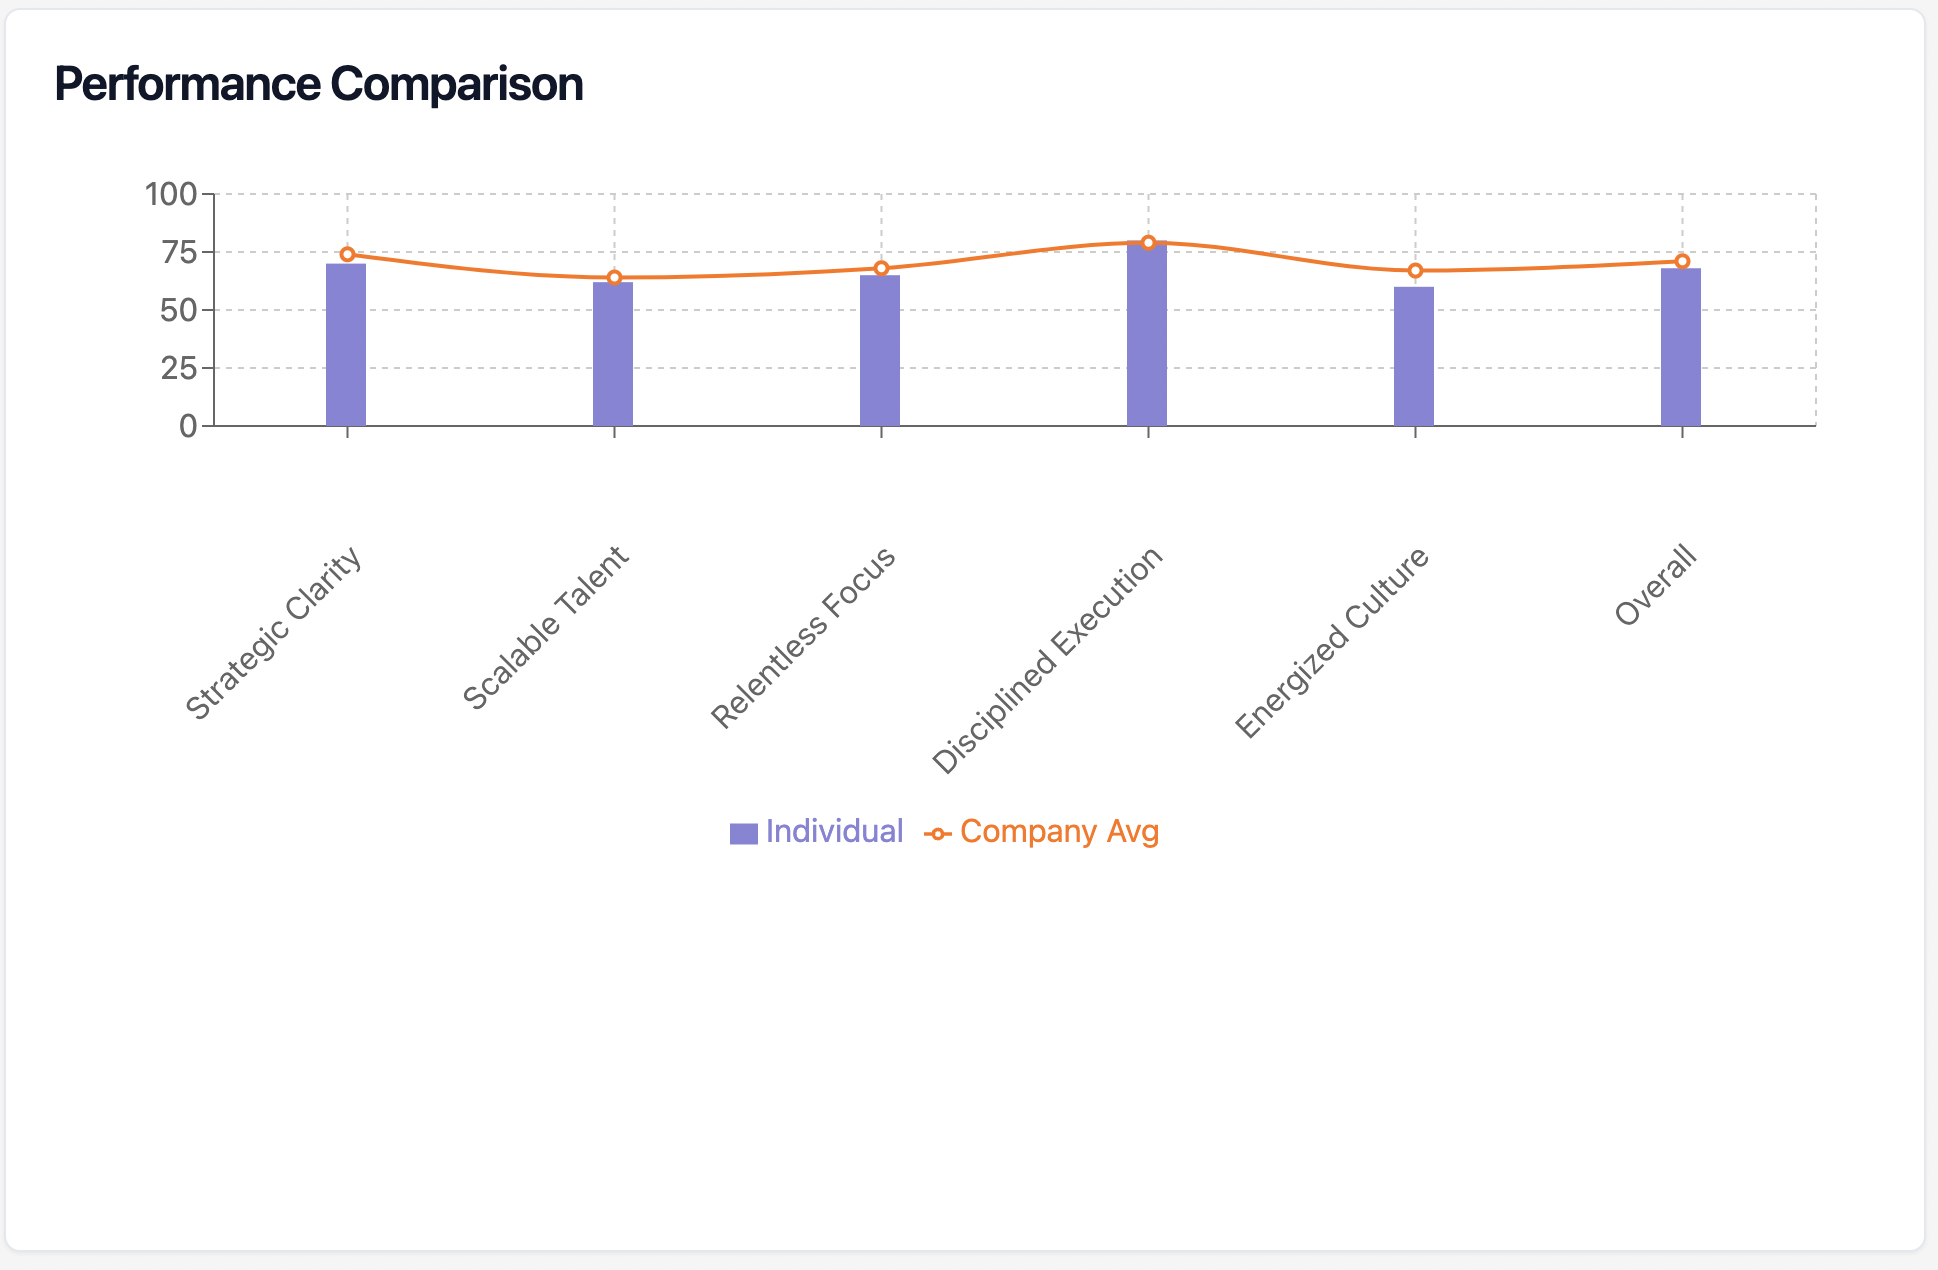 Performance Comparison
100
75
50
25
0
Strategic Clarity
Scalable Talent
Relentless Focus
Disciplined Execution
Energized Culture
Overall
Individual
Company Avg